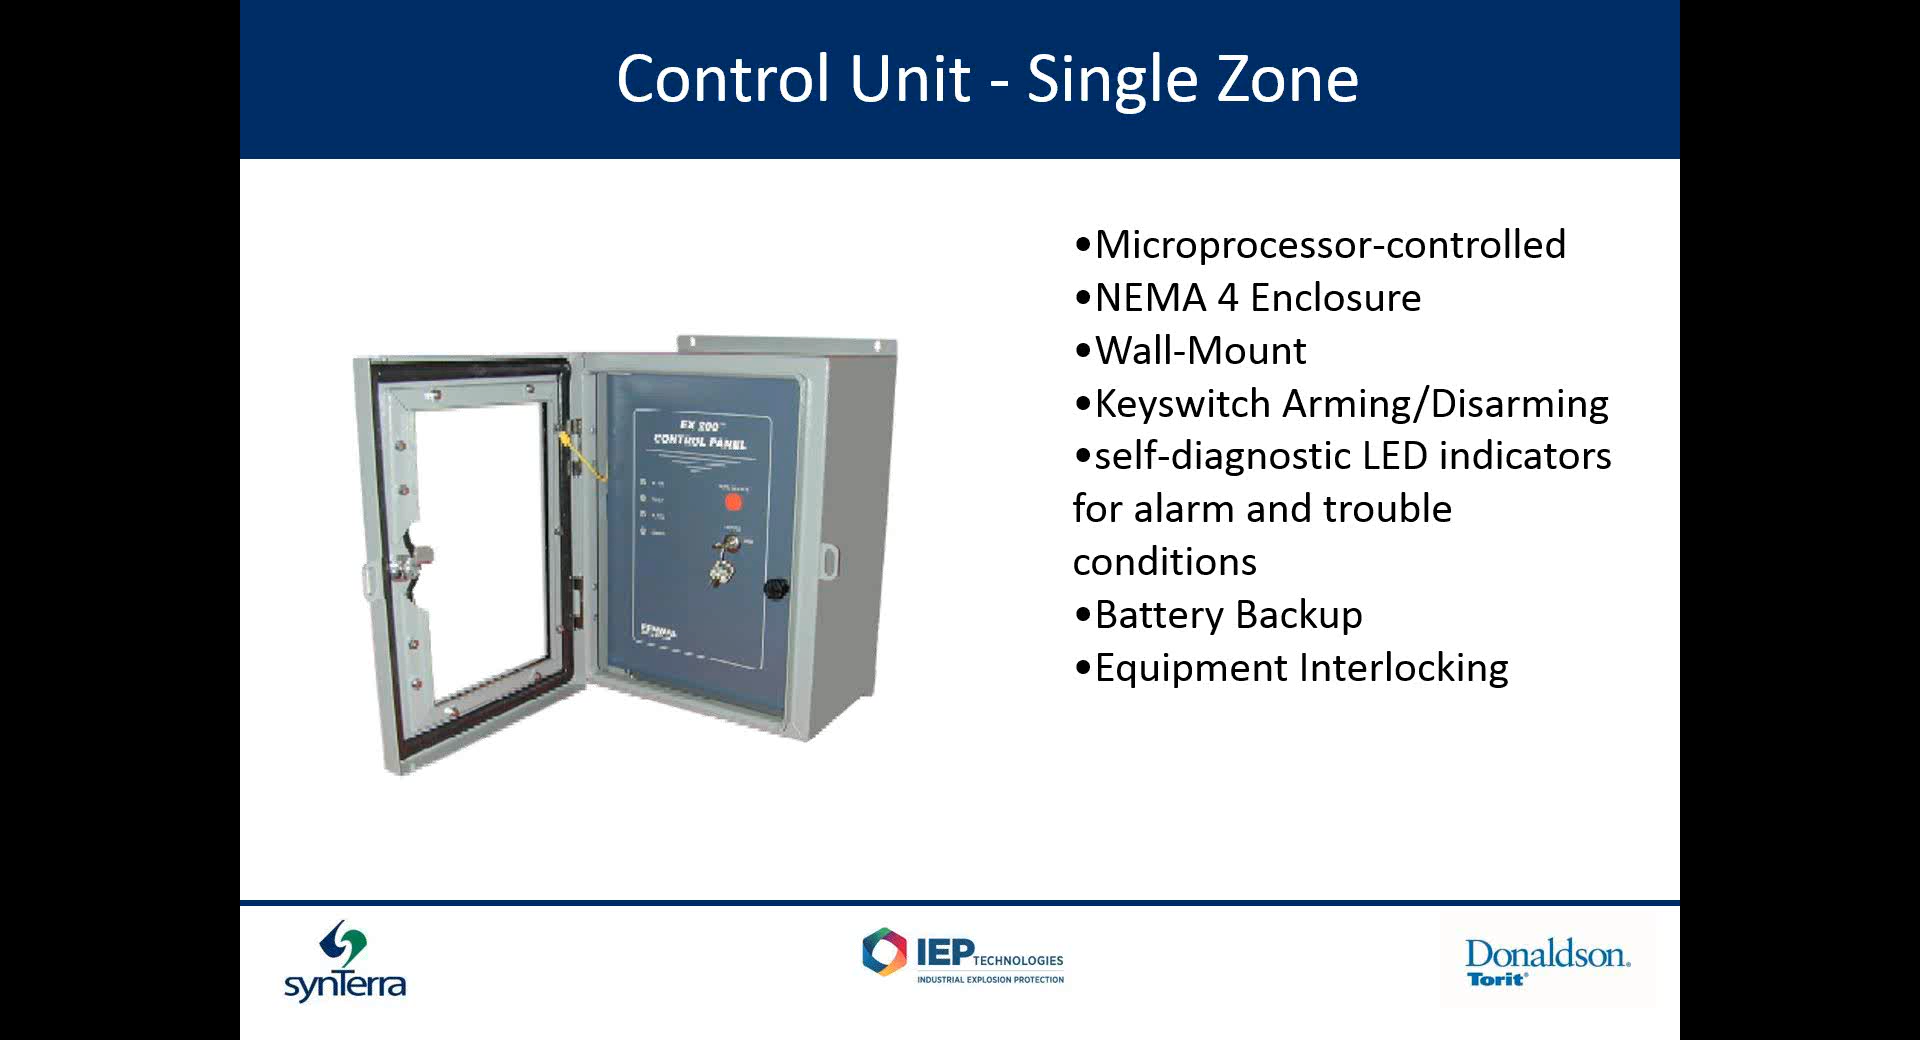 Control Unit - Single Zone
•Microprocessor-controlled
•NEMA 4 Enclosure
•Wall-Mount
•Keyswitch Arming/Disarming
•self-diagnostic LED indicators
for alarm and trouble
conditions
•Battery Backup
•Equipment Interlocking
EX 200™
CONTROL PANEL
synTerra
IEP TECHNOLOGIES
INDUSTRIAL EXPLOSION PROTECTION
Donaldson®
Torit®